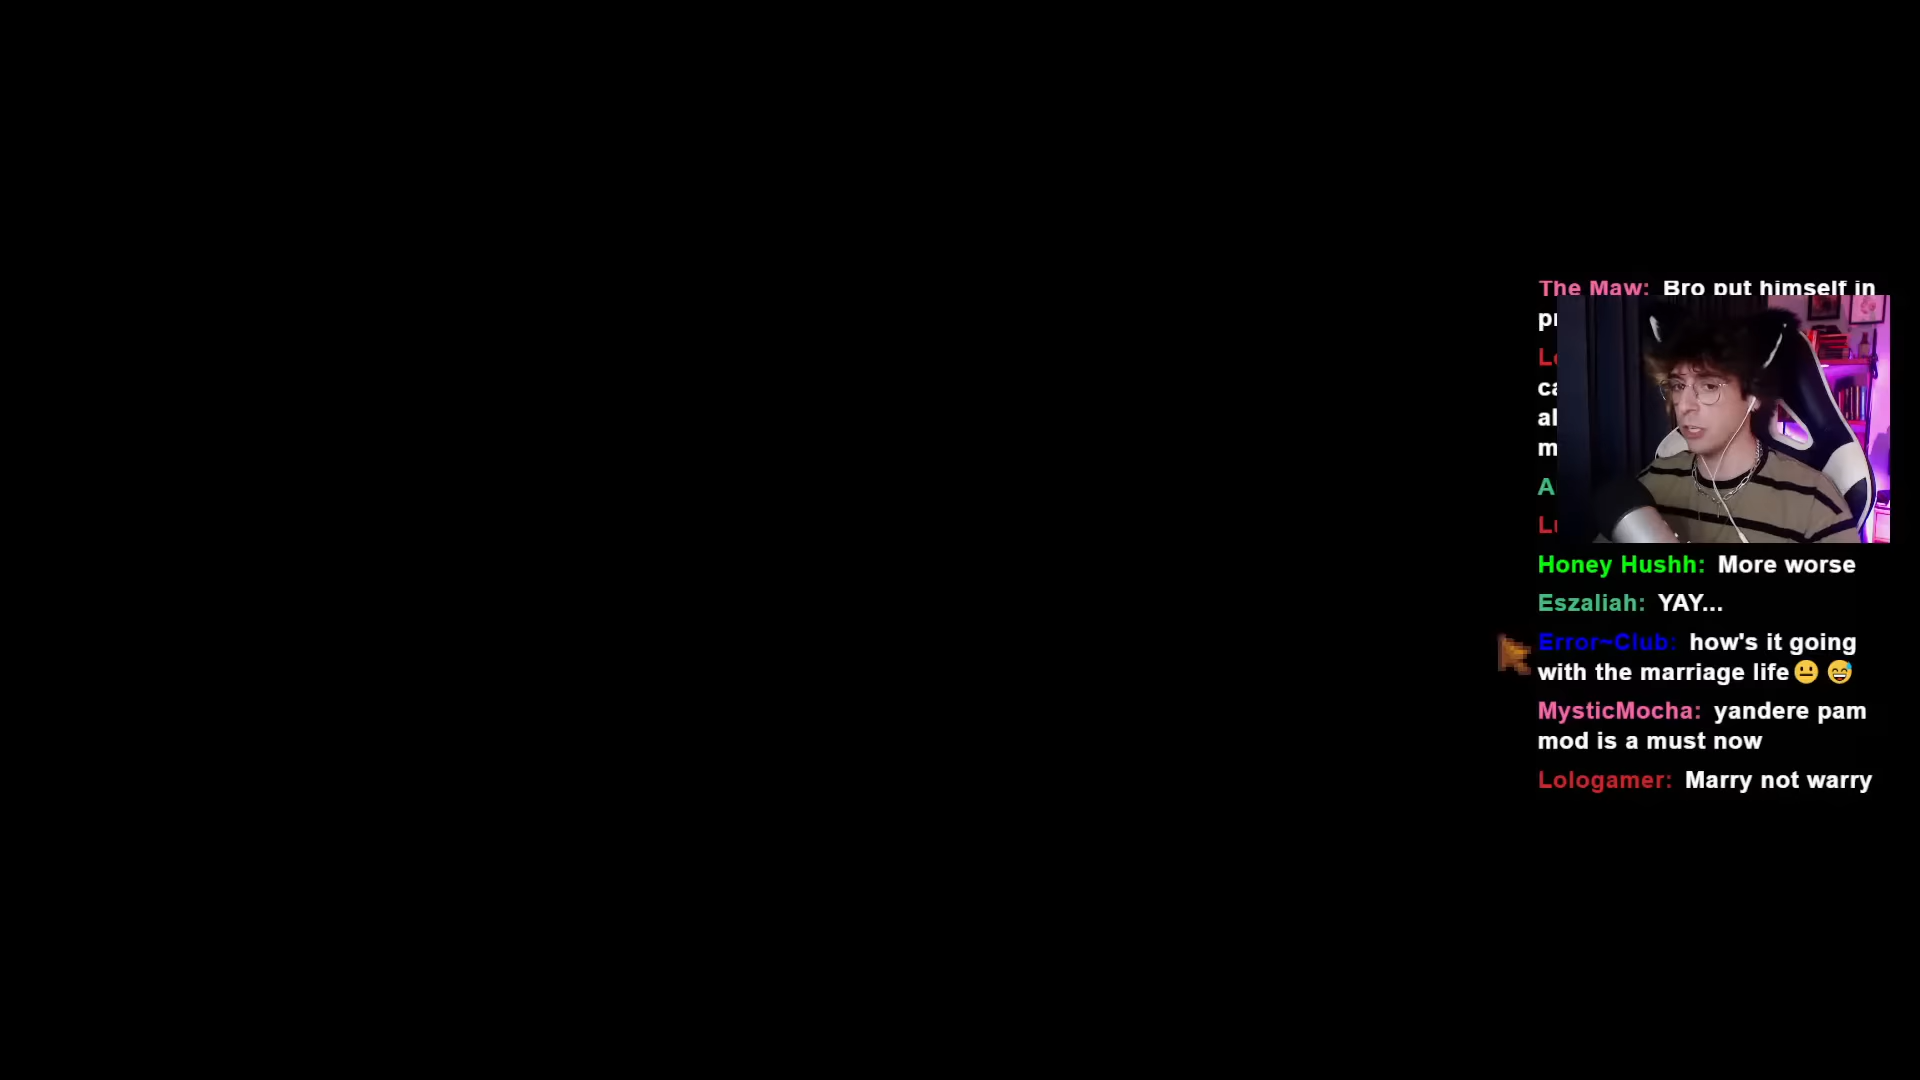 The Maw: Bro put himself in
Honey Hushh: More worse
Eszaliah: YAY...
Error~Club: how's it going
with the marriage life😐 😅
MysticMocha: yandere pam
mod is a must now
Lologamer: Marry not warry